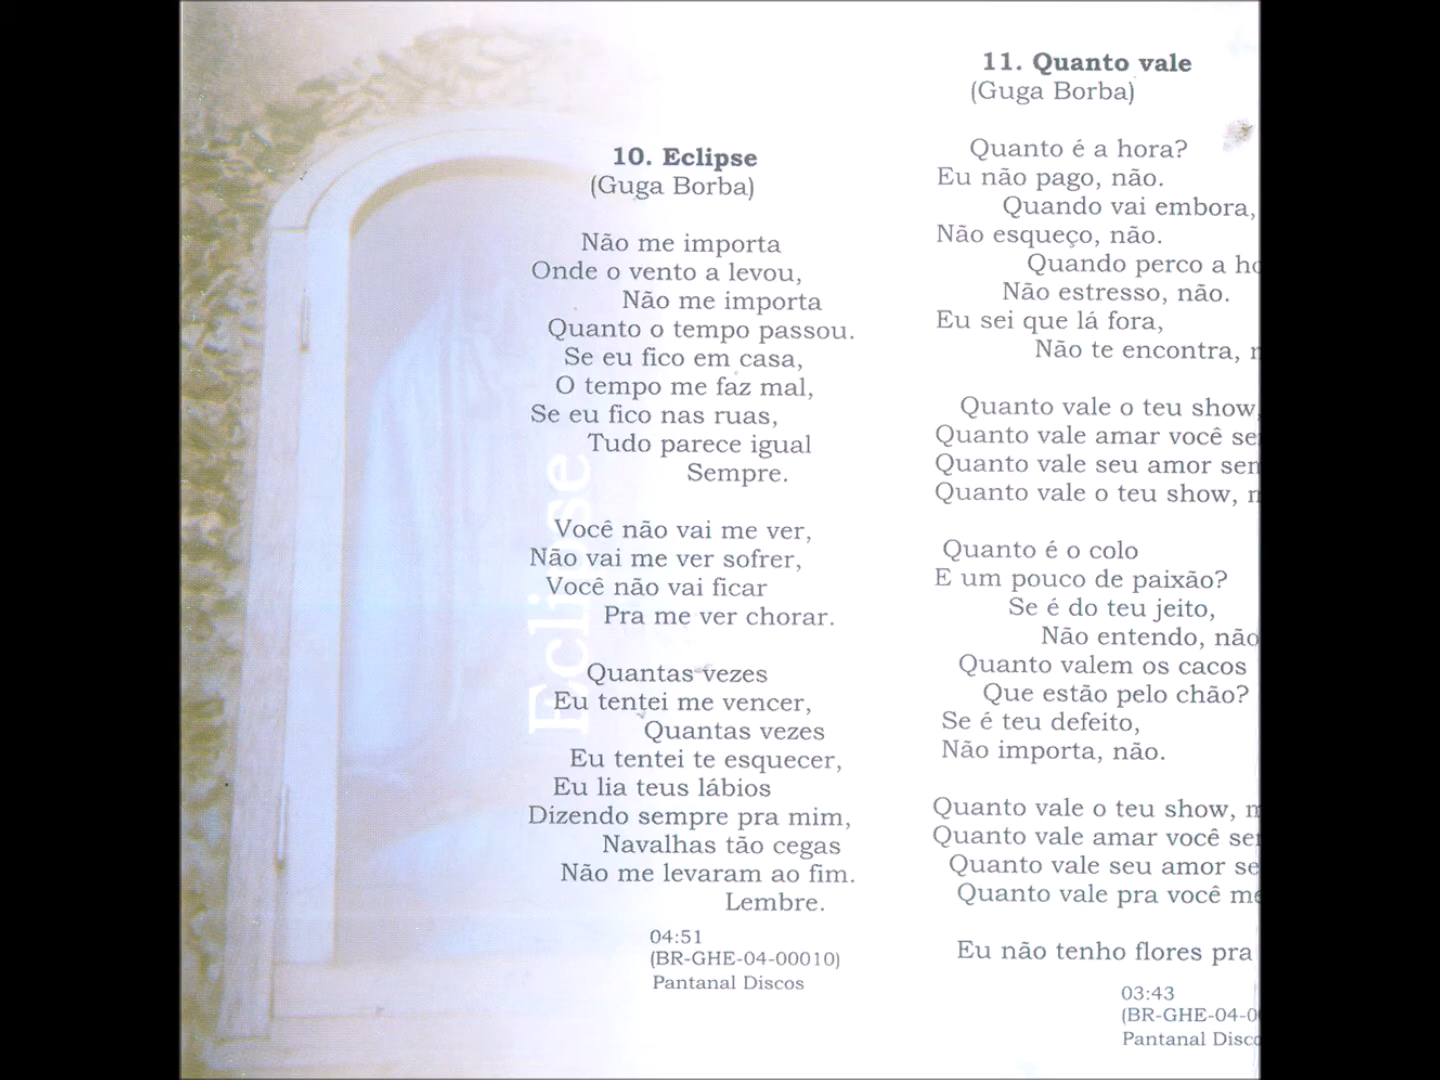 10. Eclipse
(Guga Borba)
Não me importa
Onde o vento a levou,
Não me importa
Quanto o tempo passou.
Se eu fico em casa,
O tempo me faz mal,
Se eu fico nas ruas,
Tudo parece igual
Sempre.
Você não vai me ver,
Não vai me ver sofrer,
Você não vai ficar
Pra me ver chorar.
Quantas vezes
Eu tentei me vencer,
Quantas vezes
Eu tentei te esquecer,
Eu lia teus lábios
Dizendo sempre pra mim,
Navalhas tão cegas
Não me levaram ao fim.
Lembre.
04:51
(BR-GHE-04-00010)
Pantanal Discos
Eclipse
11. Quanto vale
(Guga Borba)
Quanto é a hora?
Eu não pago, não.
Quando vai embora,
Não esqueço, não.
Quando perco a
Não estresso, não.
Eu sei que lá fora,
Não te encontra,
Quanto vale o teu show,
Quanto vale amar você
Quanto vale seu amor
Quanto vale o teu show,
Quanto é o colo
E um pouco de paixão?
Se é do teu jeito,
Não entendo, não
Quanto valem os cacos
Que estão pelo chão?
Se é teu defeito,
Não importa, não.
Quanto vale o teu show,
Quanto vale amar você
Quanto vale seu amor
Quanto vale pra você
Eu não tenho flores pra
03:43
(BR-GHE-04-0
Pantanal